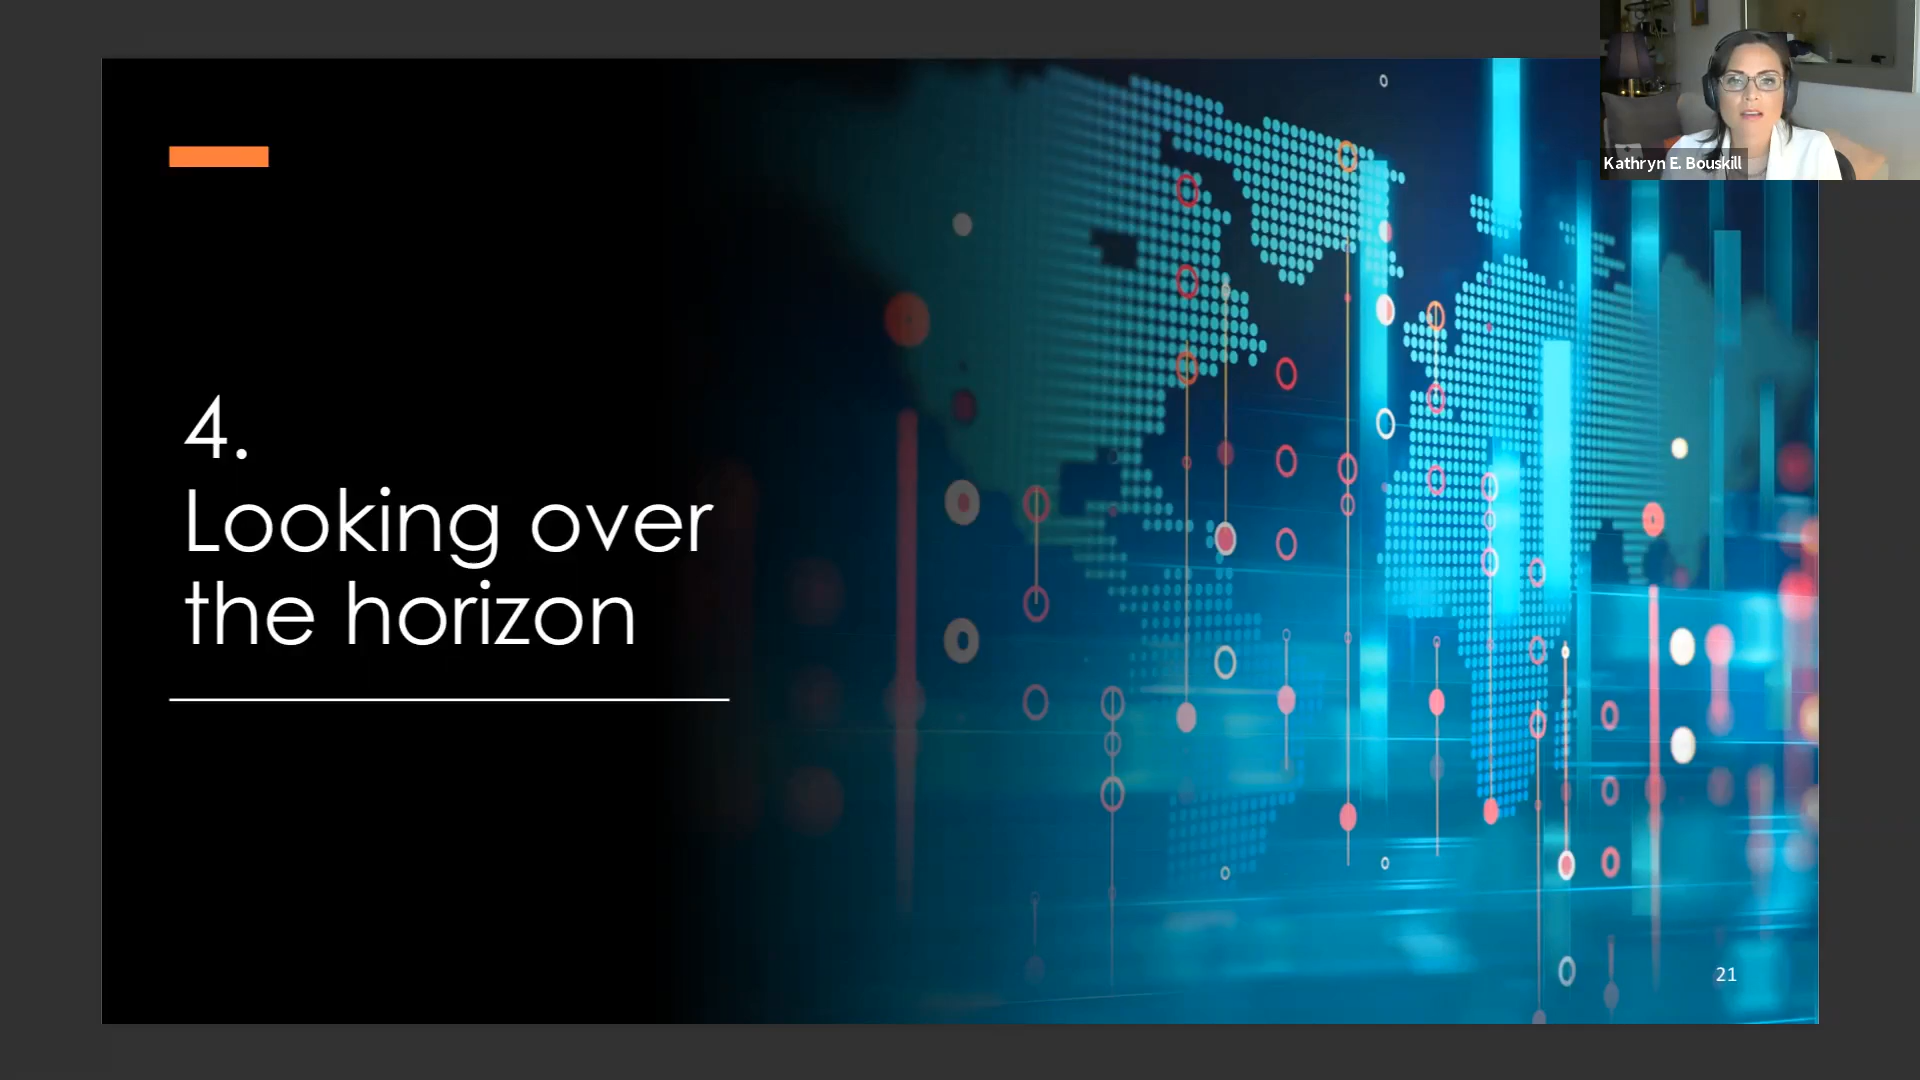 Kathryn E. Bouskill
4.
Looking over
the horizon
21